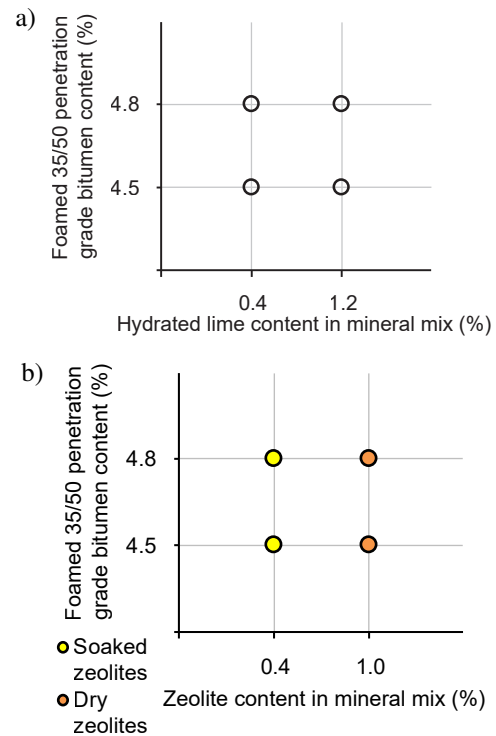 a)
Foamed 35/50 penetration
grade bitumen content (%)
4.8
4.5
0.4
1.2
Hydrated lime content in mineral mix (%)
b)
Foamed 35/50 penetration
grade bitumen content (%)
4.8
4.5
0.4
1.0
Zeolite content in mineral mix (%)
Soaked
zeolites
Dry
zeolites